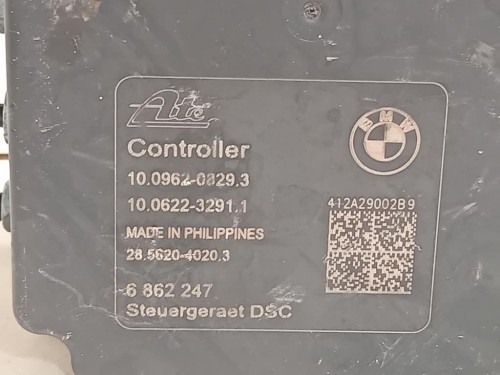 Ate
BMW
Controller
10.0962-0829.3
10.0622-3291.1
412A29002B9
MADE IN PHILIPPINES
28.5620-4020.3
6 862 247
Steuergeraet DSC